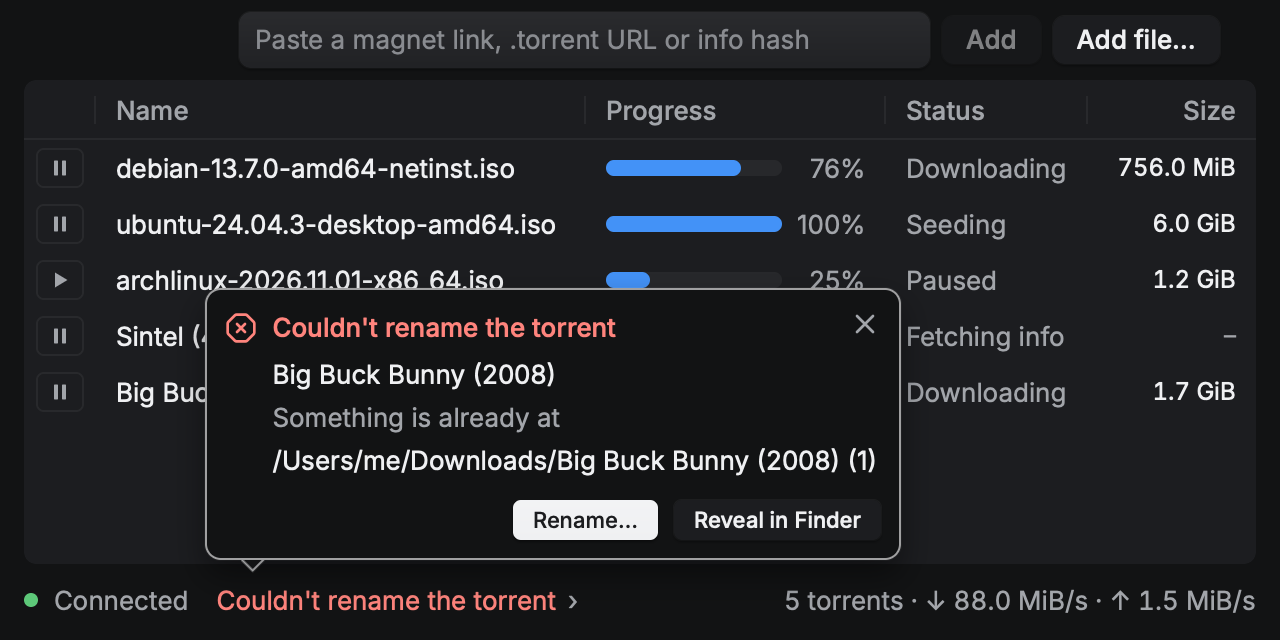 Paste a magnet link, .torrent URL or info hash
Add
Add file...
Name Progress Status Size
debian-13.7.0-amd64-netinst.iso 76% Downloading 756.0 MiB
ubuntu-24.04.3-desktop-amd64.iso 100% Seeding 6.0 GiB
archlinux-2026.11.01-x86_64.iso 25% Paused 1.2 GiB
Sintel Fetching info –
Big Downloading 1.7 GiB
Couldn't rename the torrent
Big Buck Bunny (2008)
Something is already at
/Users/me/Downloads/Big Buck Bunny (2008) (1)
Rename...
Reveal in Finder
Connected Couldn't rename the torrent ›
5 torrents · ↓ 88.0 MiB/s · ↑ 1.5 MiB/s